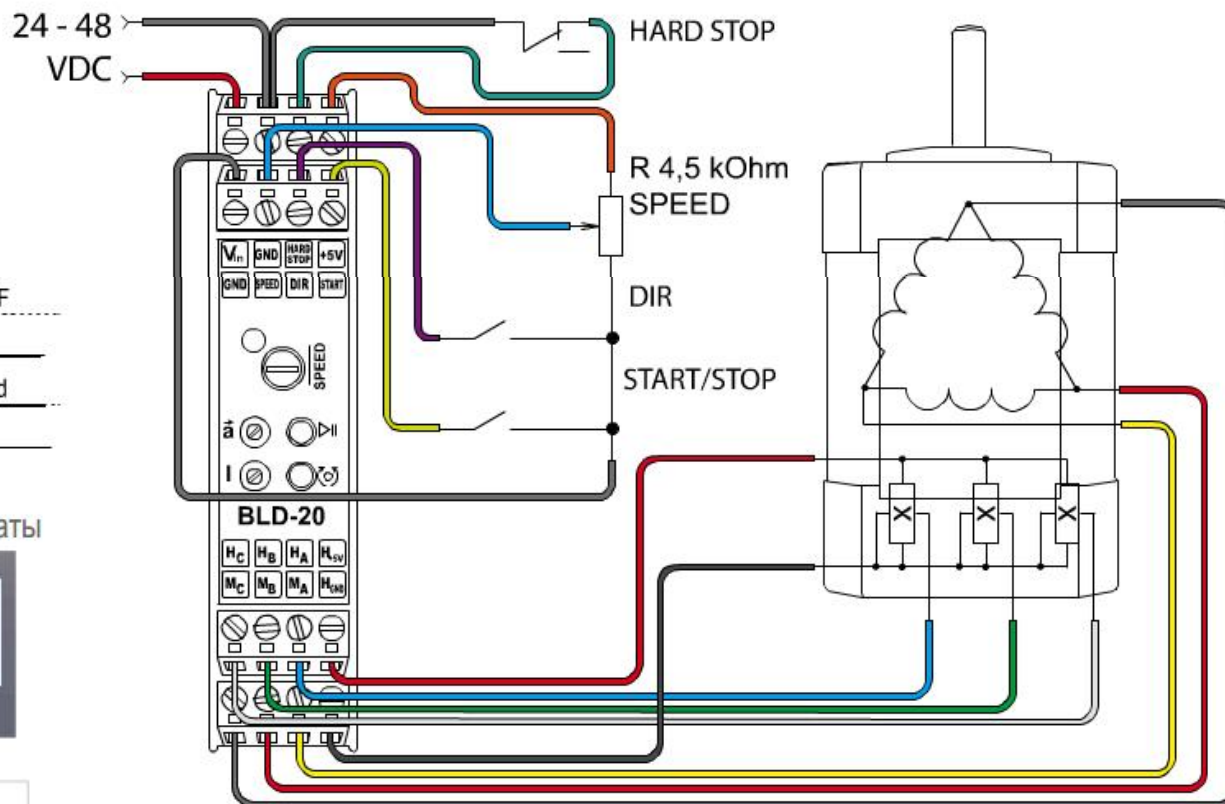 24 - 48
VDC
HARD STOP
R 4,5 kOhm
SPEED
DIR
START/STOP
Vin GND HARD STOP +5V
GND SPEED DIR START
SPEED
a
I
BLD-20
HC HB HA H+5V
MC MB MA HGND
F
d
аты
X X X